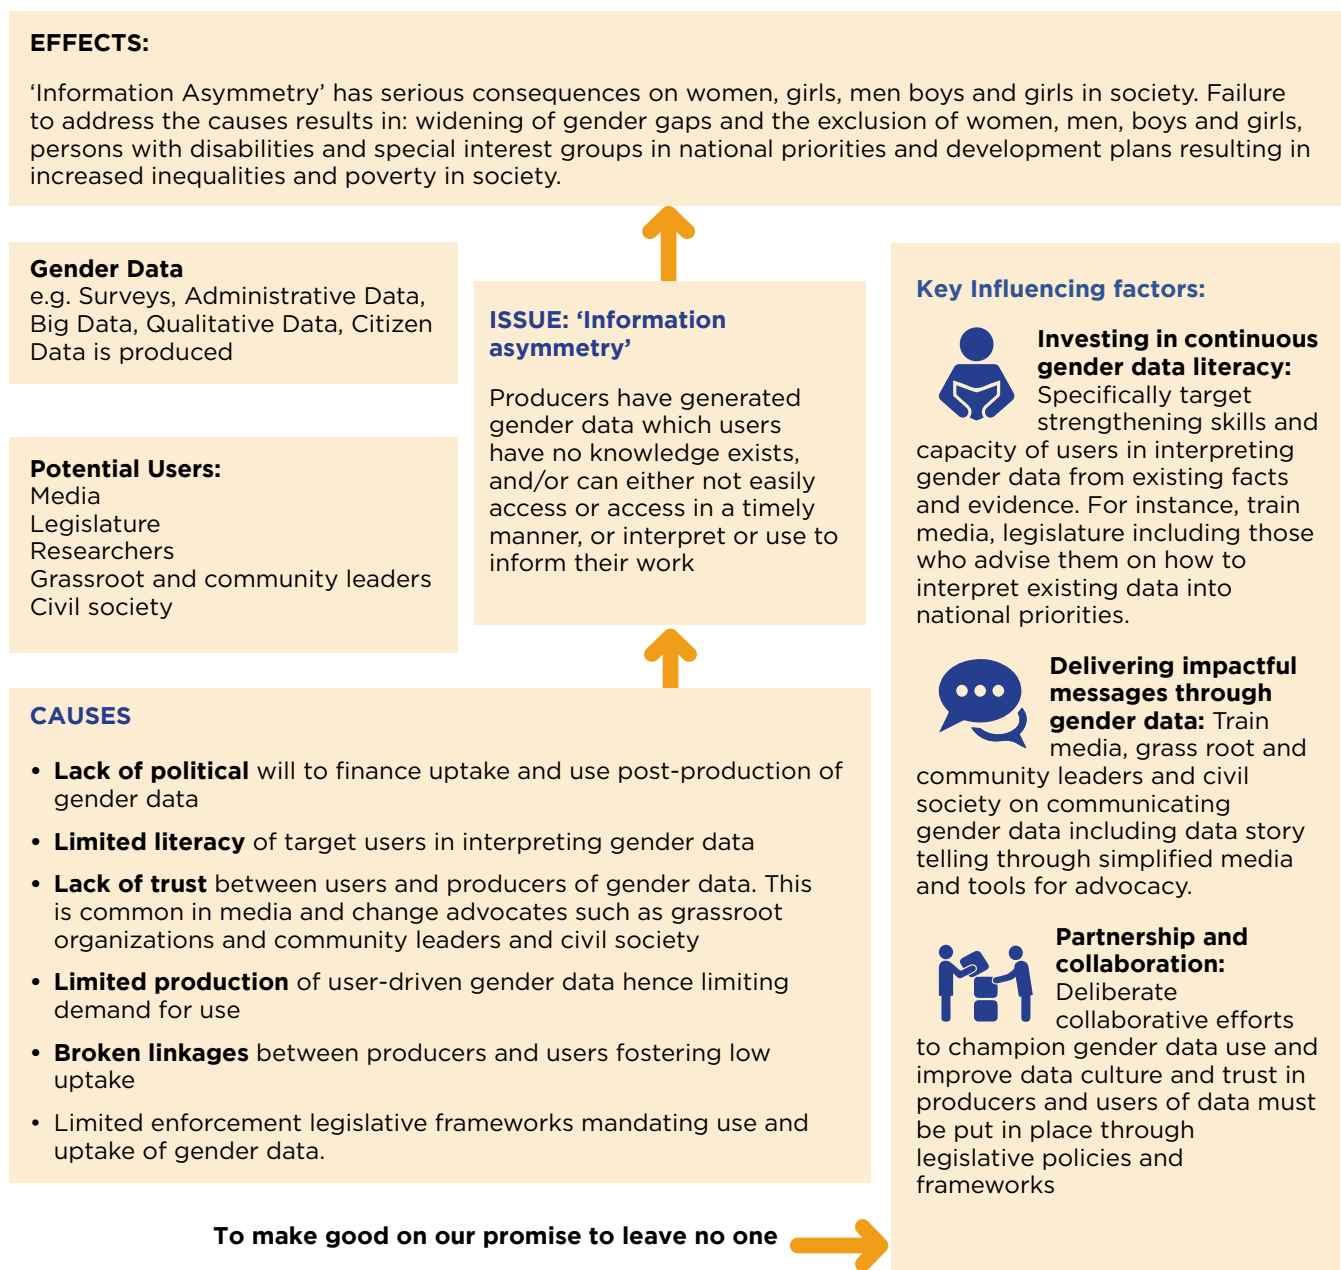 EFFECTS:
‘Information Asymmetry’ has serious consequences on women, girls, men boys and girls in society. Failure
to address the causes results in: widening of gender gaps and the exclusion of women, men, boys and girls,
persons with disabilities and special interest groups in national priorities and development plans resulting in
increased inequalities and poverty in society.
Gender Data
e.g. Surveys, Administrative Data,
Big Data, Qualitative Data, Citizen
Data is produced
Potential Users:
Media
Legislature
Researchers
Grassroot and community leaders
Civil society
ISSUE: ‘Information
asymmetry’
Producers have generated
gender data which users
have no knowledge exists,
and/or can either not easily
access or access in a timely
manner, or interpret or use to
inform their work
CAUSES
• Lack of political will to finance uptake and use post-production of
gender data
• Limited literacy of target users in interpreting gender data
• Lack of trust between users and producers of gender data. This
is common in media and change advocates such as grassroot
organizations and community leaders and civil society
• Limited production of user-driven gender data hence limiting
demand for use
• Broken linkages between producers and users fostering low
uptake
• Limited enforcement legislative frameworks mandating use and
uptake of gender data.
Key Influencing factors:
Investing in continuous
gender data literacy:
Specifically target
strengthening skills and
capacity of users in interpreting
gender data from existing facts
and evidence. For instance, train
media, legislature including those
who advise them on how to
interpret existing data into
national priorities.
Delivering impactful
messages through
gender data: Train
media, grass root and
community leaders and civil
society on communicating
gender data including data story
telling through simplified media
and tools for advocacy.
Partnership and
collaboration:
Deliberate
collaborative efforts
to champion gender data use and
improve data culture and trust in
producers and users of data must
be put in place through
legislative policies and
frameworks
To make good on our promise to leave no one